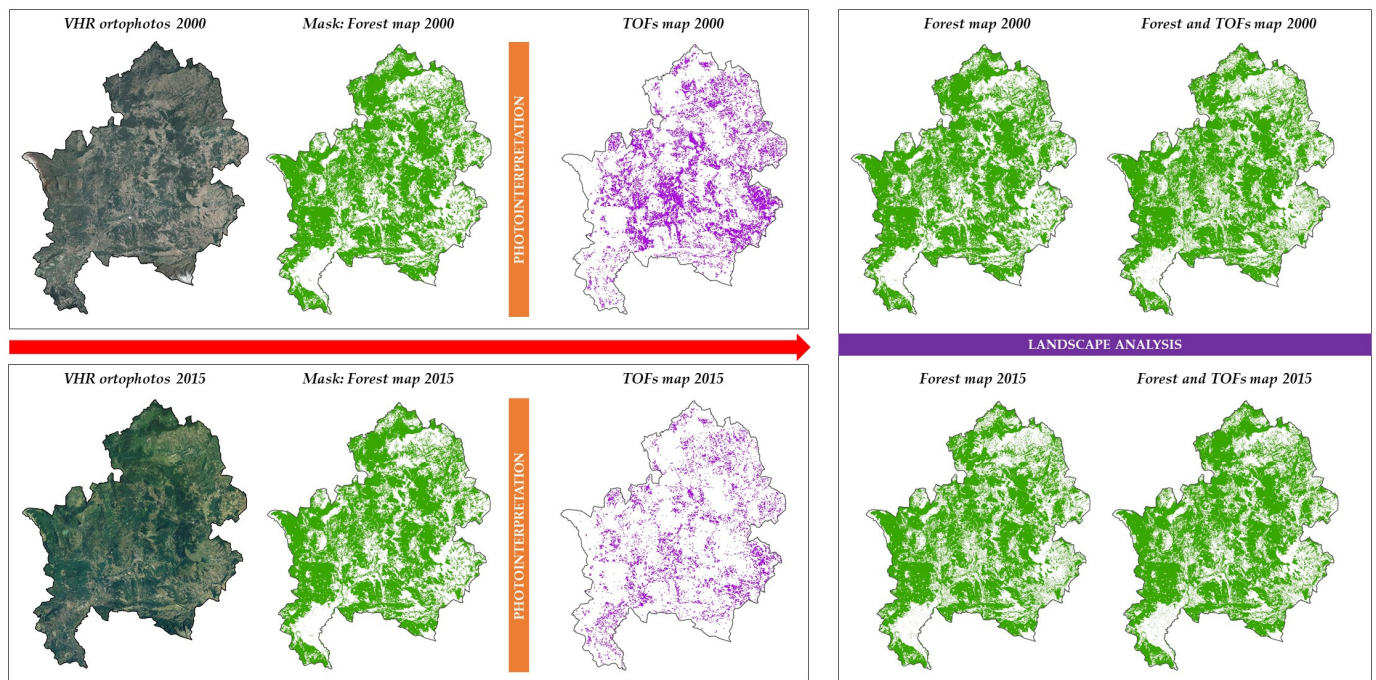 VHR ortophotos 2000
Mask: Forest map 2000
PHOTOINTERPRETATION
TOFs map 2000
Forest map 2000
Forest and TOFs map 2000
LANDSCAPE ANALYSIS
VHR ortophotos 2015
Mask: Forest map 2015
PHOTOINTERPRETATION
TOFs map 2015
Forest map 2015
Forest and TOFs map 2015